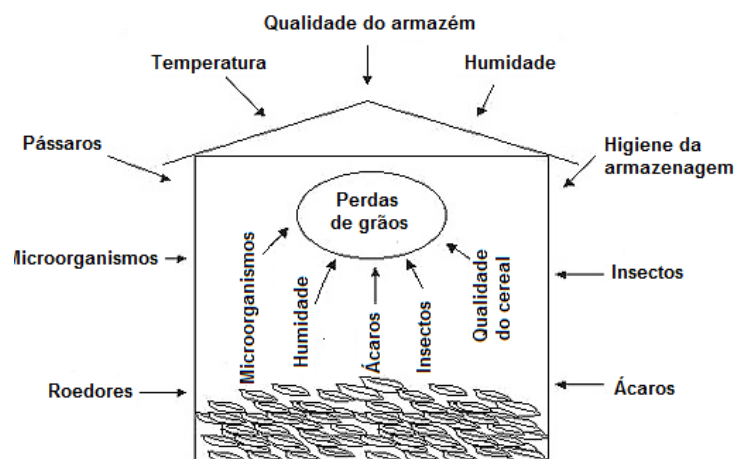 Qualidade do armazém
Temperatura
Humidade
Pássaros
Higiene da
armazenagem
Perdas
de grãos
Microorganismos
Insectos
Microorganismos
Humidade
Ácaros
Insectos
Qualidade
do cereal
Roedores
Ácaros